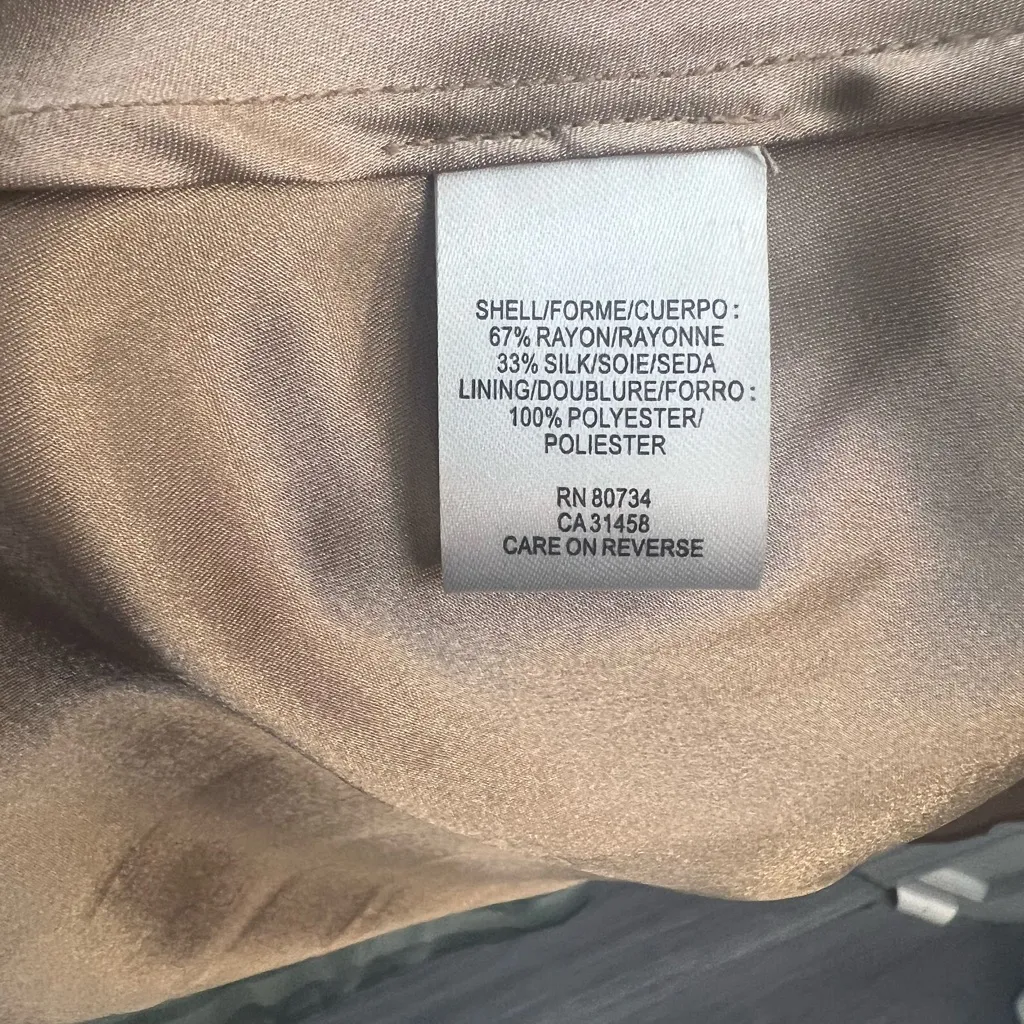 SHELL/FORME/CUERPO :
67% RAYON/RAYONNE
33% SILK/SOIE/SEDA
LINING/DOUBLURE/FORRO :
100% POLYESTER/
POLIESTER
RN 80734
CA 31458
CARE ON REVERSE